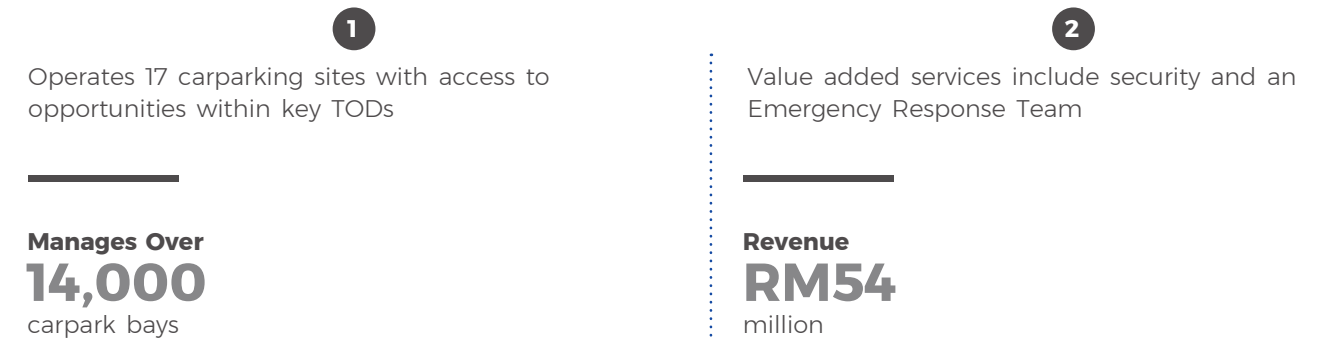 1
Operates 17 carparking sites with access to
opportunities within key TODs
Manages Over
14,000
carpark bays
2
Value added services include security and an
Emergency Response Team
Revenue
RM54
million